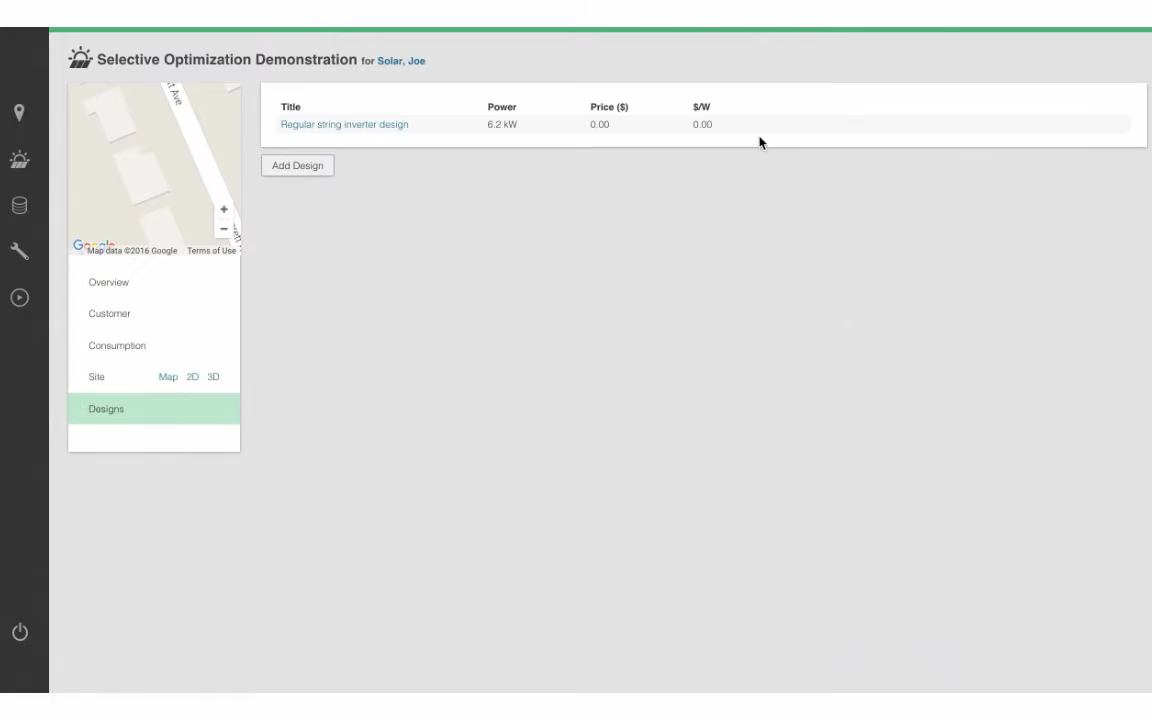 Selective Optimization Demonstration for Solar, Joe
Title Power Price ($) $/W
Regular string inverter design 6.2 kW 0.00 0.00
Add Design
+
−
Google
Map data ©2016 Google Terms of Use
Overview
Customer
Consumption
Site Map 2D 3D
Designs